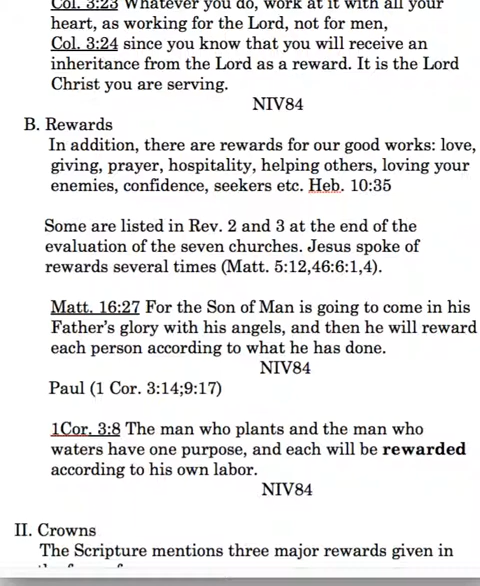 Col. 3:23 Whatever you do, work at it with all your
heart, as working for the Lord, not for men,
Col. 3:24 since you know that you will receive an
inheritance from the Lord as a reward. It is the Lord
Christ you are serving.
NIV84
B. Rewards
In addition, there are rewards for our good works: love,
giving, prayer, hospitality, helping others, loving your
enemies, confidence, seekers etc. Heb. 10:35
Some are listed in Rev. 2 and 3 at the end of the
evaluation of the seven churches. Jesus spoke of
rewards several times (Matt. 5:12,46:6:1,4).
Matt. 16:27 For the Son of Man is going to come in his
Father's glory with his angels, and then he will reward
each person according to what he has done.
NIV84
Paul (1 Cor. 3:14;9:17)
1Cor. 3:8 The man who plants and the man who
waters have one purpose, and each will be rewarded
according to his own labor.
NIV84
II. Crowns
The Scripture mentions three major rewards given in